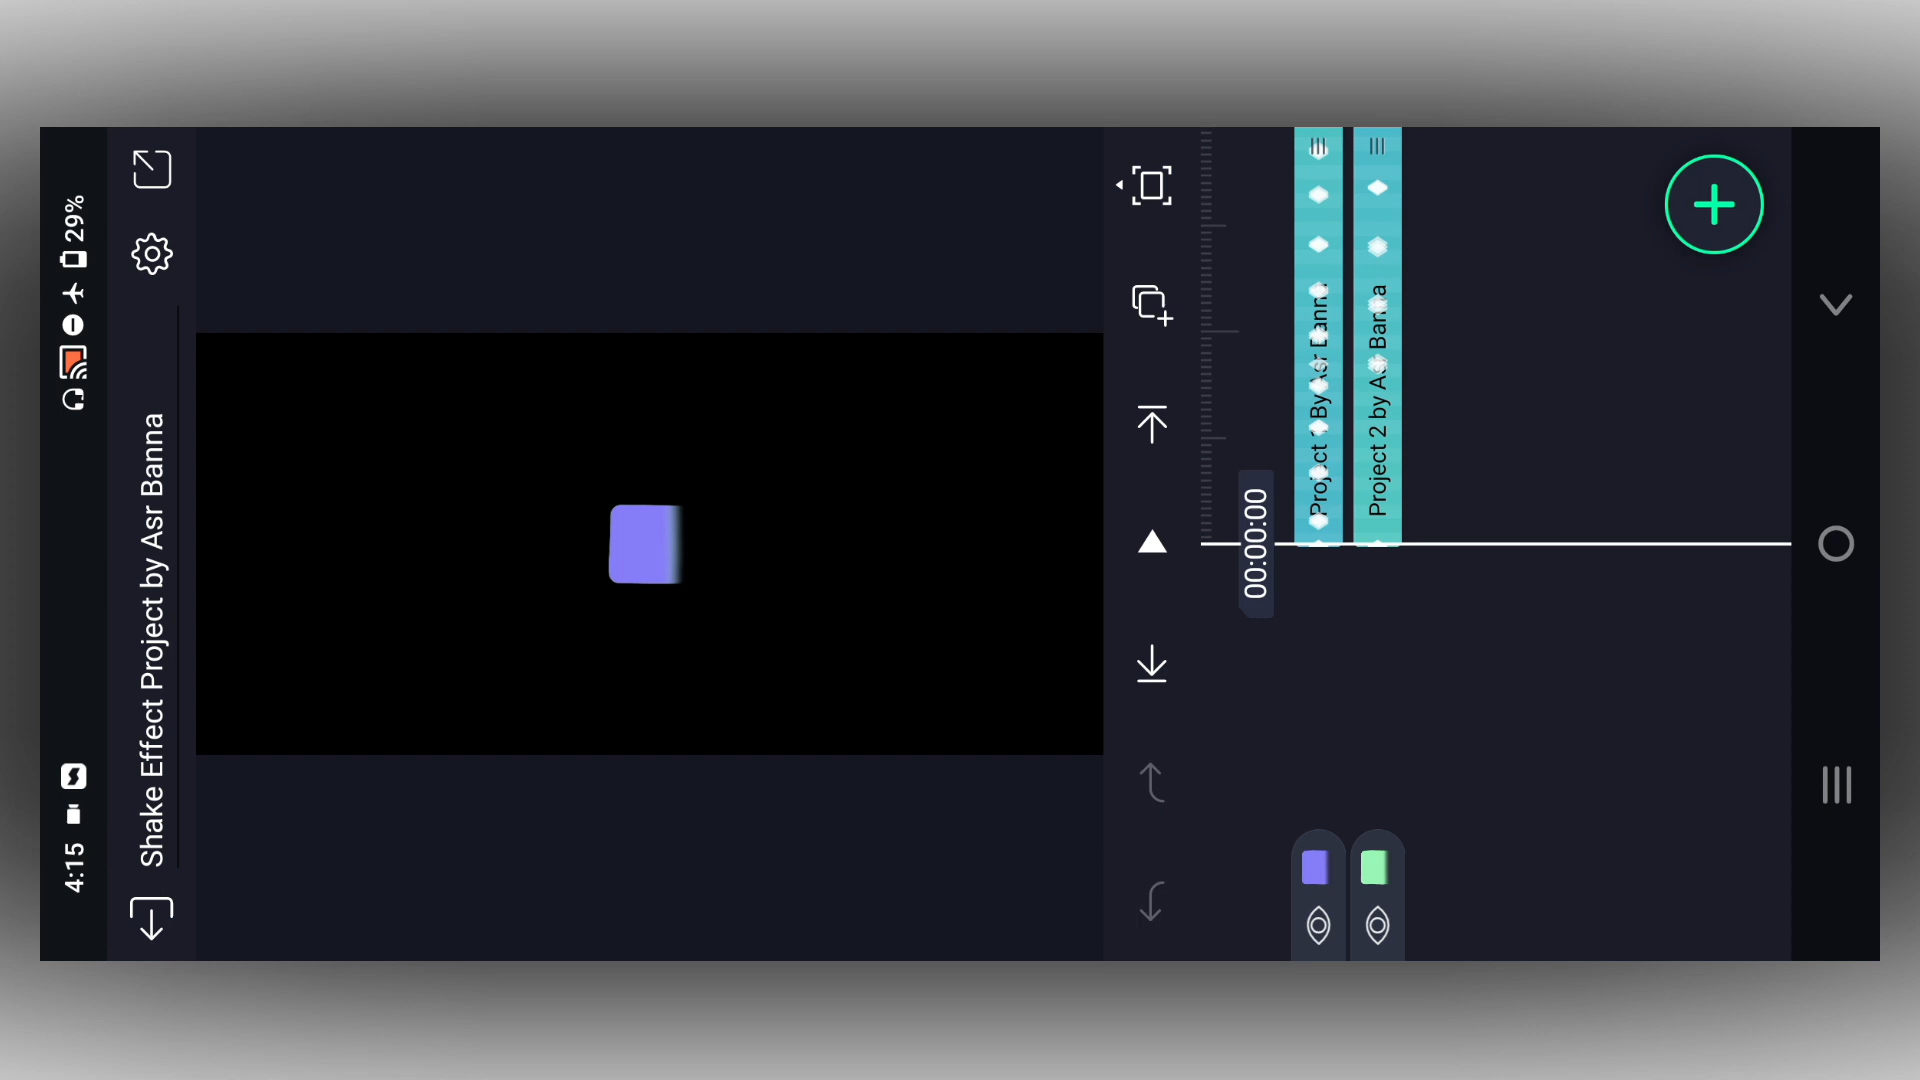 4:15
29%
Shake Effect Project by Asr Banna
00:00:00
Project 1 By Asr Banna
Project 2 by Asr Banna